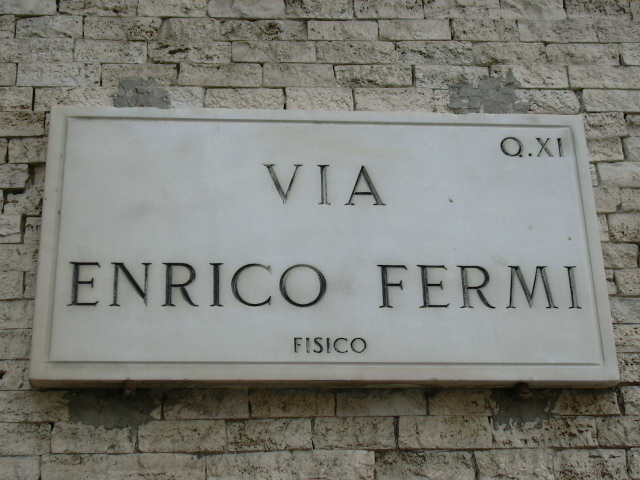 Q.XI
VIA
ENRICO FERMI
FISICO